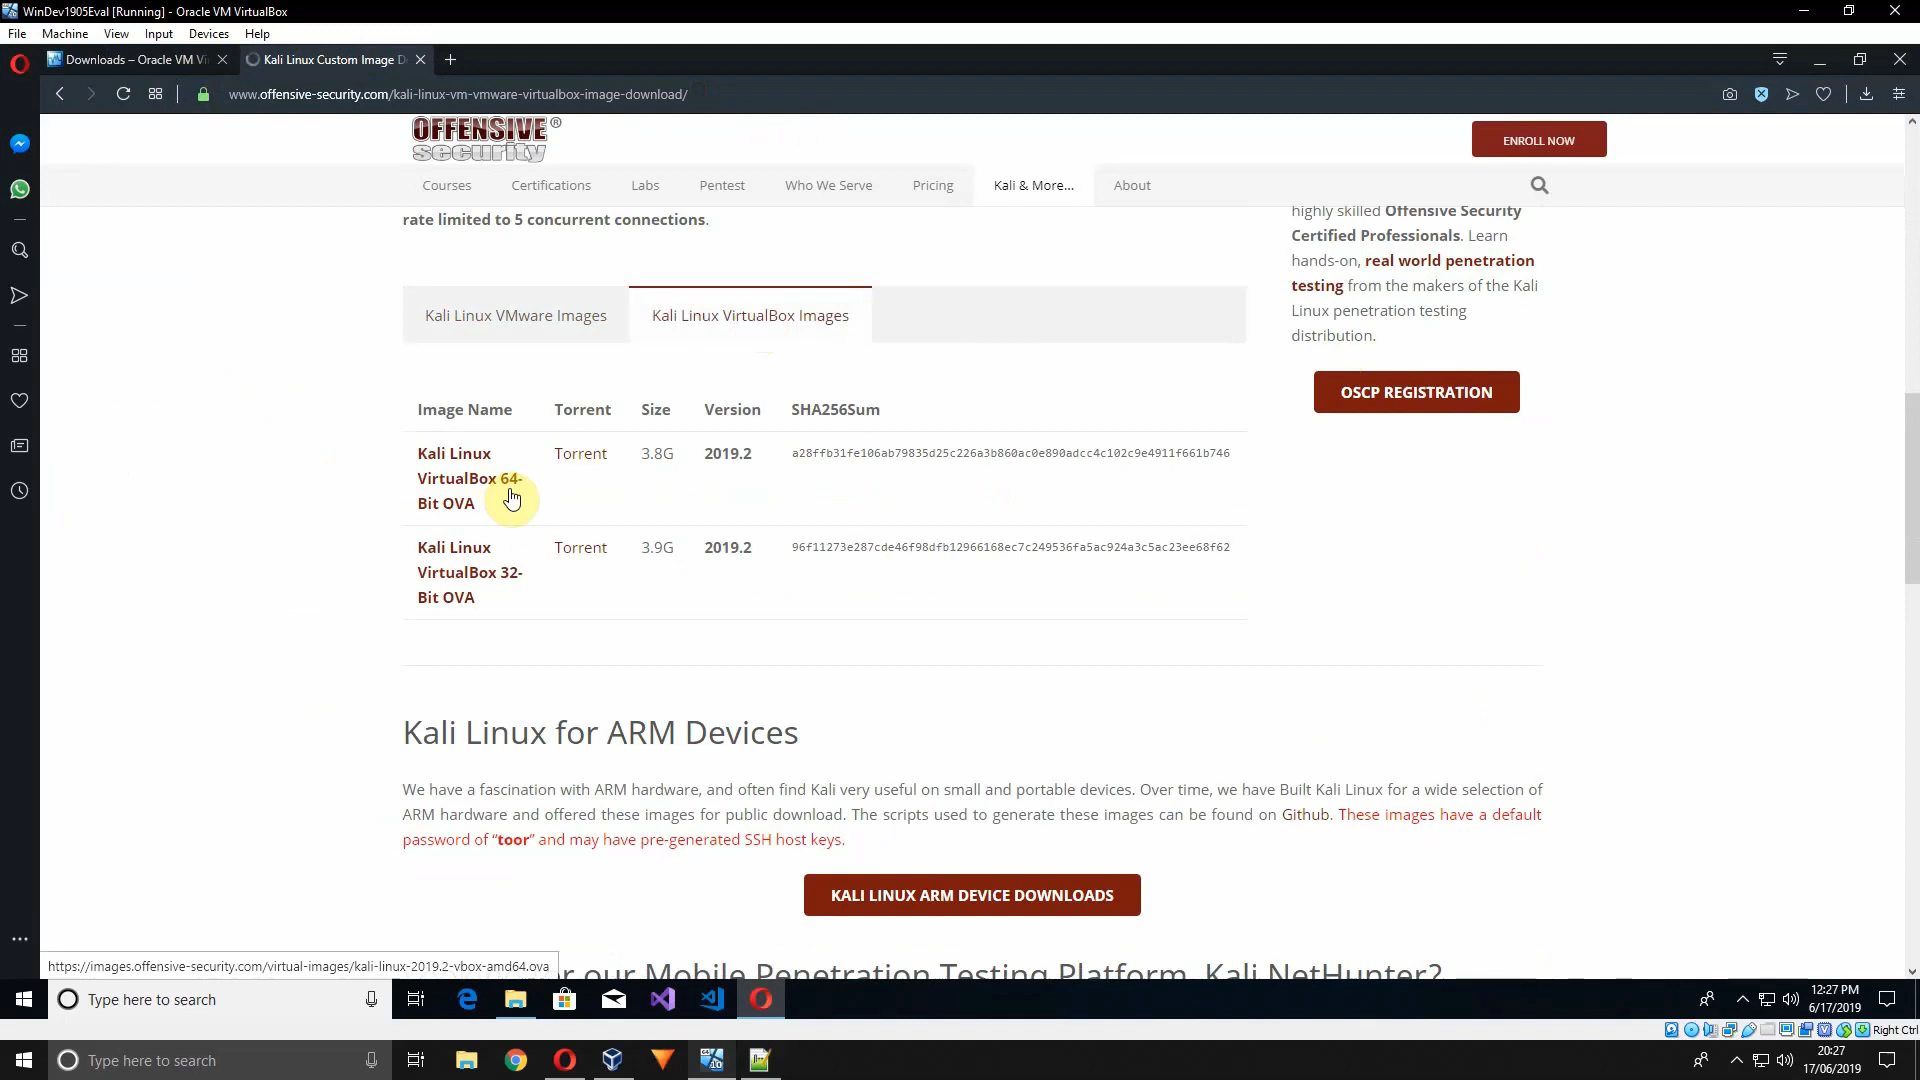 WinDev1905Eval [Running] - Oracle VM VirtualBox
File Machine View Input Devices Help
Downloads – Oracle VM Vi
Kali Linux Custom Image D
www.offensive-security.com/kali-linux-vm-vmware-virtualbox-image-download/
OFFENSIVE®
security
ENROLL NOW
Courses Certifications Labs Pentest Who We Serve Pricing Kali & More... About
rate limited to 5 concurrent connections.
highly skilled Offensive Security
Certified Professionals. Learn
hands-on, real world penetration
testing from the makers of the Kali
Linux penetration testing
distribution.
OSCP REGISTRATION
Kali Linux VMware Images Kali Linux VirtualBox Images
Image Name Torrent Size Version SHA256Sum
Kali Linux
VirtualBox 64-
Bit OVA
Torrent 3.8G 2019.2 a28ffb31fe106ab79835d25c226a3b860ac0e890adcc4c102c9e4911f661b746
Kali Linux
VirtualBox 32-
Bit OVA
Torrent 3.9G 2019.2 96f11273e287cde46f98dfb12966168ec7c249536fa5ac924a3c5ac23ee68f62
Kali Linux for ARM Devices
We have a fascination with ARM hardware, and often find Kali very useful on small and portable devices. Over time, we have Built Kali Linux for a wide selection of
ARM hardware and offered these images for public download. The scripts used to generate these images can be found on Github. These images have a default
password of “toor” and may have pre-generated SSH host keys.
KALI LINUX ARM DEVICE DOWNLOADS
r our Mobile Penetration Testing Platform, Kali NetHunter?
https://images.offensive-security.com/virtual-images/kali-linux-2019.2-vbox-amd64.ova
Type here to search
12:27 PM
6/17/2019
Right Ctrl
Type here to search
20:27
17/06/2019